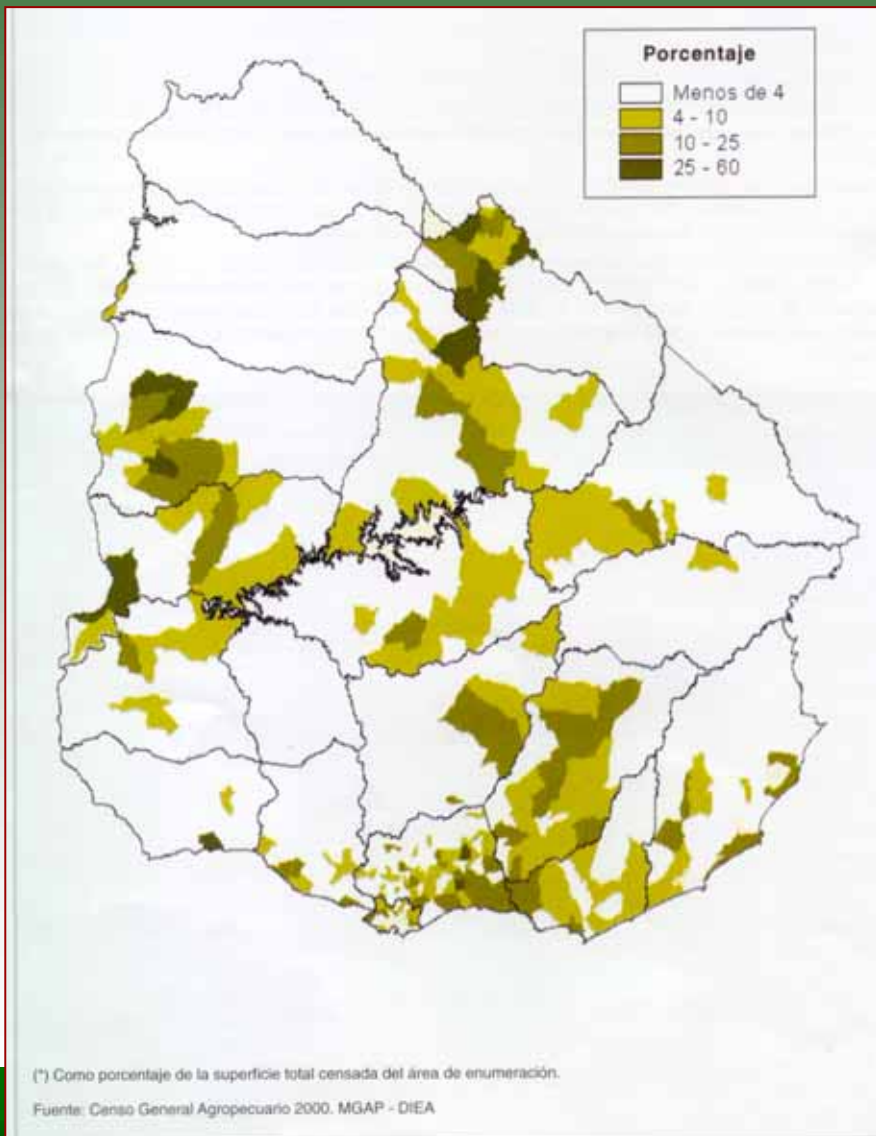 Porcentaje
Menos de 4
4 - 10
10 - 25
25 - 60
(*) Como porcentaje de la superficie total censada del área de enumeración.
Fuente: Censo General Agropecuario 2000. MGAP - DIEA